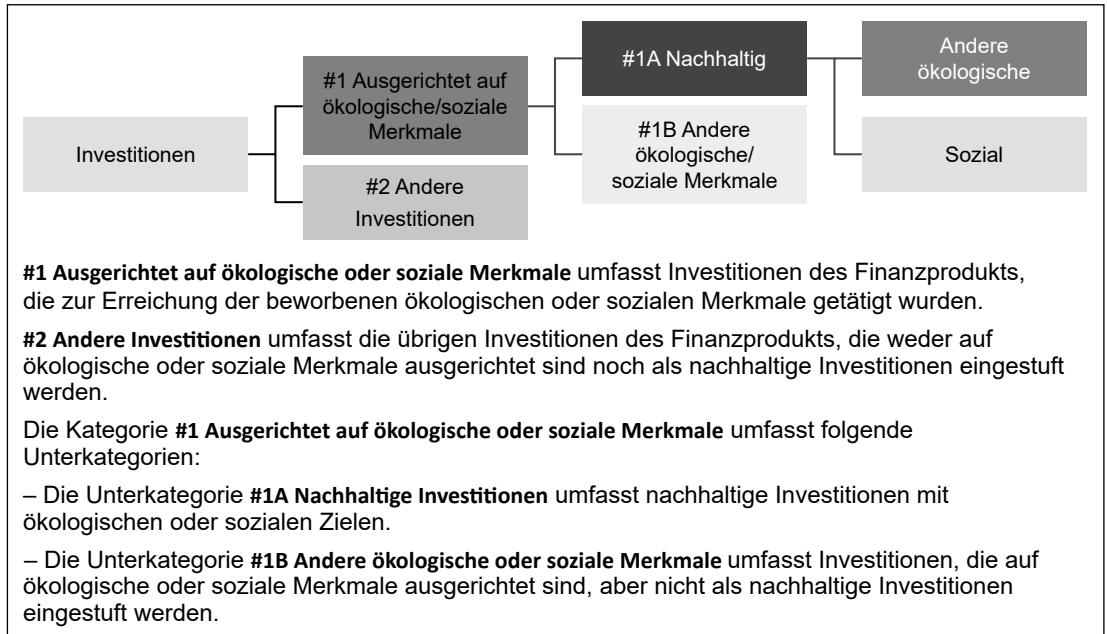 Investitionen
#1 Ausgerichtet auf
ökologische/soziale
Merkmale
#2 Andere
Investitionen
#1A Nachhaltig
#1B Andere
ökologische/
soziale Merkmale
Andere
ökologische
Sozial
#1 Ausgerichtet auf ökologische oder soziale Merkmale umfasst Investitionen des Finanzprodukts,
die zur Erreichung der beworbenen ökologischen oder sozialen Merkmale getätigt wurden.
#2 Andere Investitionen umfasst die übrigen Investitionen des Finanzprodukts, die weder auf
ökologische oder soziale Merkmale ausgerichtet sind noch als nachhaltige Investitionen eingestuft
werden.
Die Kategorie #1 Ausgerichtet auf ökologische oder soziale Merkmale umfasst folgende
Unterkategorien:
– Die Unterkategorie #1A Nachhaltige Investitionen umfasst nachhaltige Investitionen mit
ökologischen oder sozialen Zielen.
– Die Unterkategorie #1B Andere ökologische oder soziale Merkmale umfasst Investitionen, die auf
ökologische oder soziale Merkmale ausgerichtet sind, aber nicht als nachhaltige Investitionen
eingestuft werden.